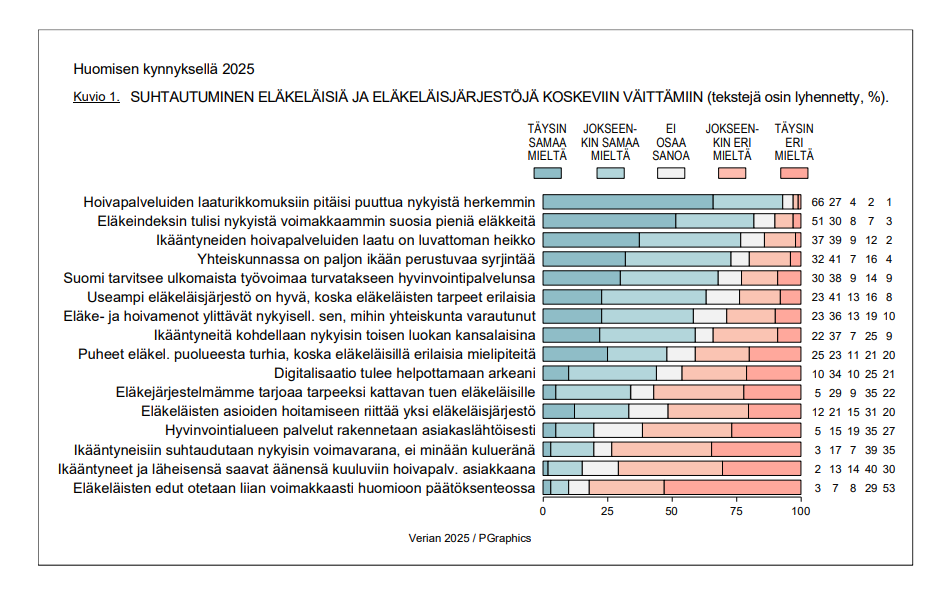 Huomisen kynnyksellä 2025
Kuvio 1. SUHTAUTUMINEN ELÄKELÄISIÄ JA ELÄKELÄISJÄRJESTÖJÄ KOSKEVIIN VÄITTÄMIIN (tekstejä osin lyhennetty, %).
TÄYSIN JOKSEEN- EI JOKSEEN- TÄYSIN
SAMAA KIN SAMAA OSAA KIN ERI ERI
MIELTÄ MIELTÄ SANOA MIELTÄ MIELTÄ
Hoivapalveluiden laaturikkomuksiin pitäisi puuttua nykyistä herkemmin 66 27 4 2 1
Eläkeindeksin tulisi nykyistä voimakkaammin suosia pieniä eläkkeitä 51 30 8 7 3
Ikääntyneiden hoivapalveluiden laatu on luvattoman heikko 37 39 9 12 2
Yhteiskunnassa on paljon ikään perustuvaa syrjintää 32 41 7 16 4
Suomi tarvitsee ulkomaista työvoimaa turvatakseen hyvinvointipalvelunsa 30 38 9 14 9
Useampi eläkeläisjärjestö on hyvä, koska eläkeläisten tarpeet erilaisia 23 41 13 16 8
Eläke- ja hoivamenot ylittävät nykyisell. sen, mihin yhteiskunta varautunut 23 36 13 19 10
Ikääntyneitä kohdellaan nykyisin toisen luokan kansalaisina 22 37 7 25 9
Puheet eläkel. puolueesta turhia, koska eläkeläisillä erilaisia mielipiteitä 25 23 11 21 20
Digitalisaatio tulee helpottamaan arkeani 10 34 10 25 21
Eläkejärjestelmämme tarjoaa tarpeeksi kattavan tuen eläkeläisille 5 29 9 35 22
Eläkeläisten asioiden hoitamiseen riittää yksi eläkeläisjärjestö 12 21 15 31 20
Hyvinvointialueen palvelut rakennetaan asiakaslähtöisesti 5 15 19 35 27
Ikääntyneisiin suhtaudutaan nykyisin voimavarana, ei minään kulueränä 3 17 7 39 35
Ikääntyneet ja läheisensä saavat äänensä kuuluviin hoivapalv. asiakkaana 2 13 14 40 30
Eläkeläisten edut otetaan liian voimakkaasti huomioon päätöksenteossa 3 7 8 29 53
0 25 50 75 100
Verian 2025 / PGraphics